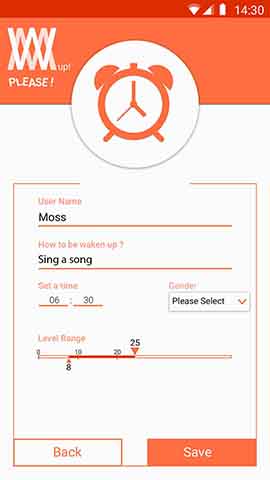 14:30
WXW up!
PLEASE!
User Name
Moss
How to be waken up ?
Sing a song
Set a time
Gender
06 : 30
Please Select
Level Range
25
0 10 20
8
Back
Save